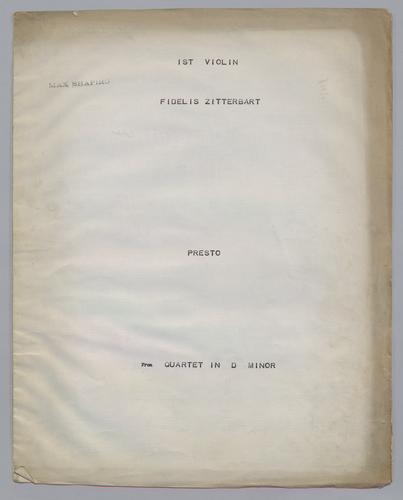 1ST VIOLIN
MAX SHAPIRO
FIDELIS ZITTERBART
PRESTO
From QUARTET IN D MINOR